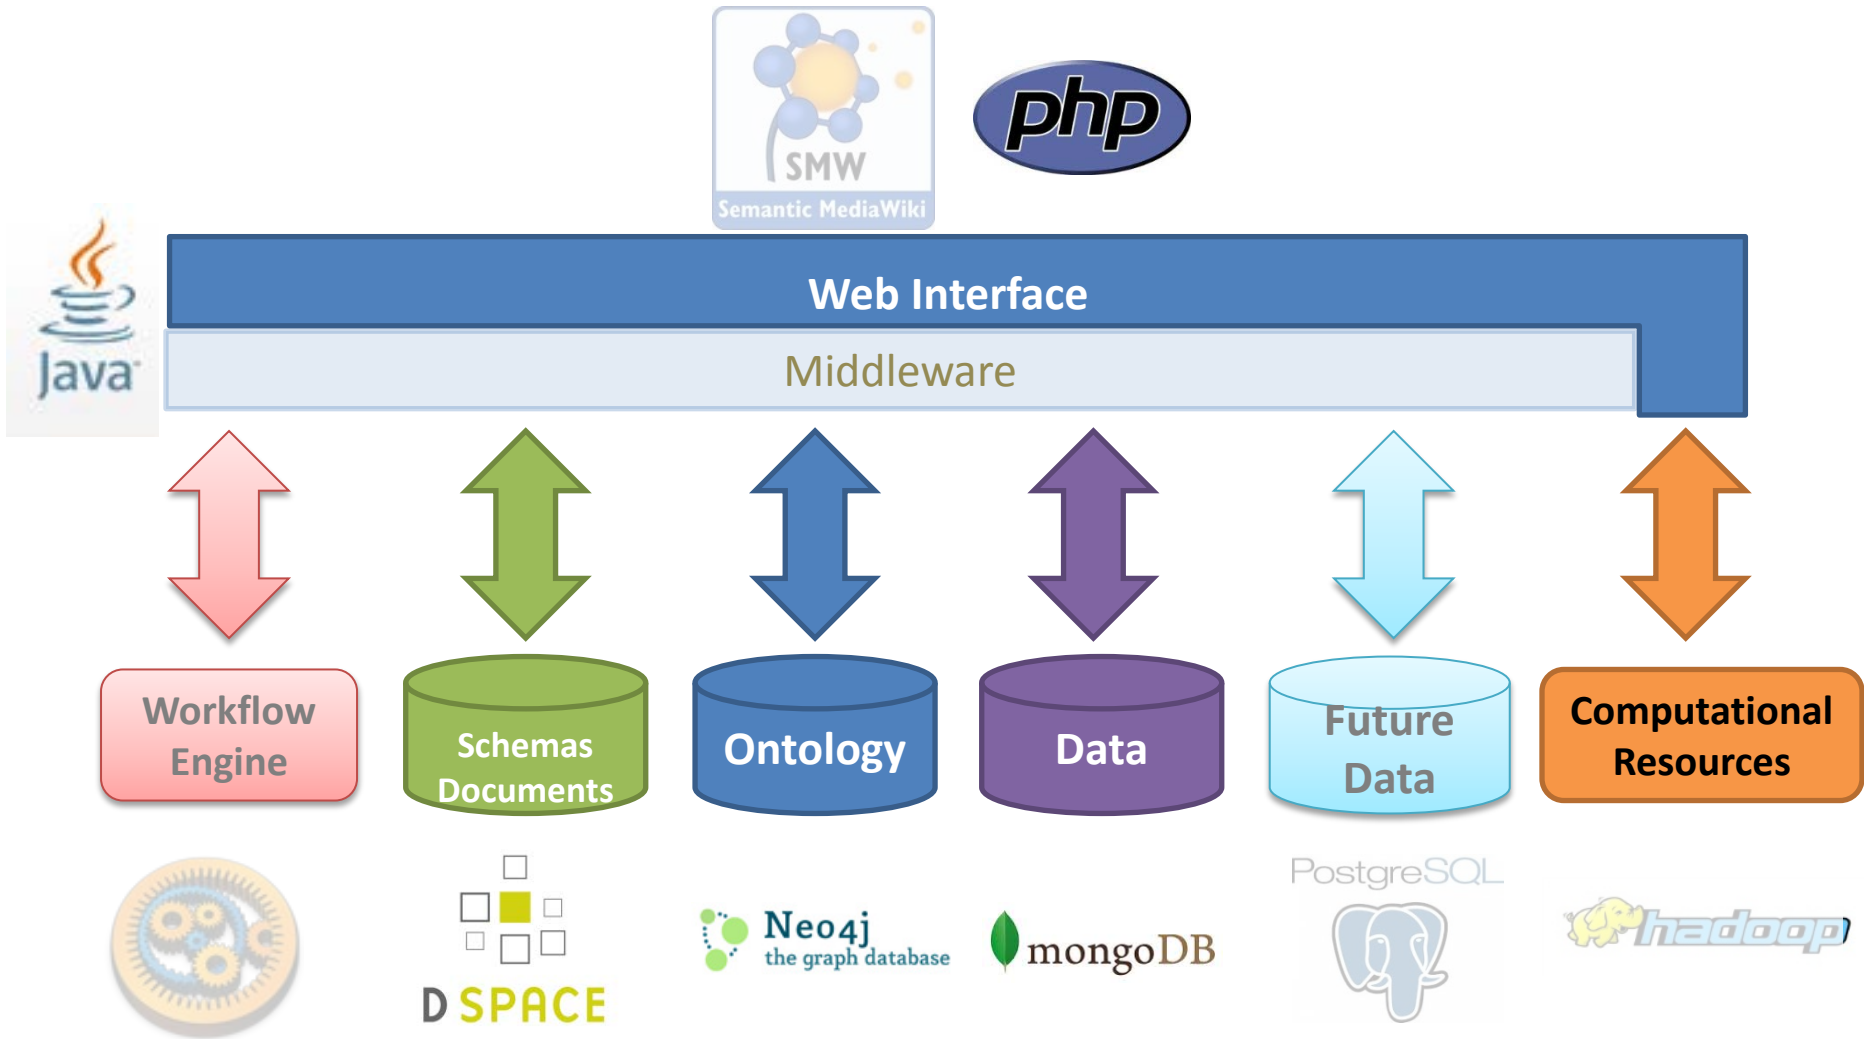 SMW
Semantic MediaWiki
php
Java
Web Interface
Middleware
Workflow
Engine
Schemas
Documents
Ontology
Data
Future
Data
Computational
Resources
DSPACE
Neo4j
the graph database
mongoDB
PostgreSQL
hadoop